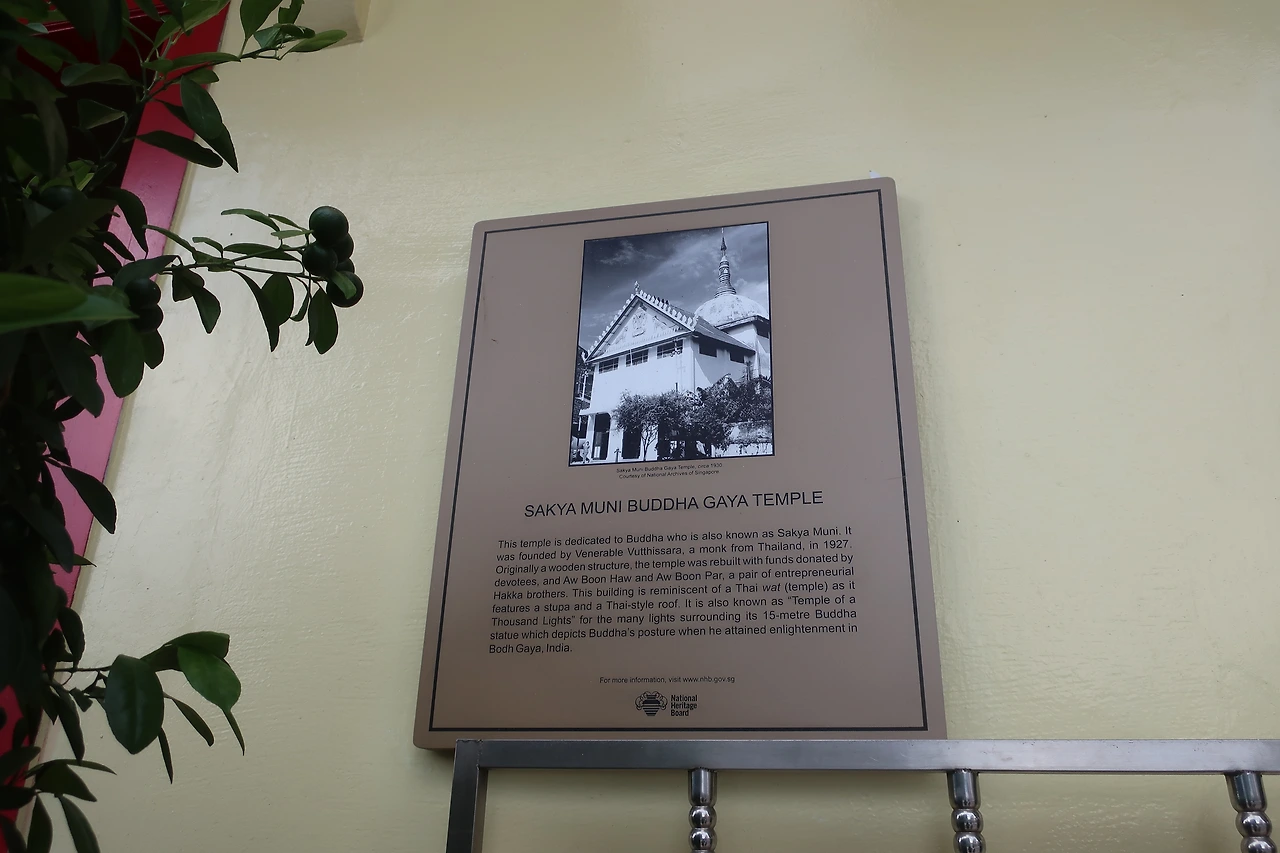 Sakya Muni Buddha Gaya Temple, circa 1930
Courtesy of National Archives of Singapore
SAKYA MUNI BUDDHA GAYA TEMPLE
This temple is dedicated to Buddha who is also known as Sakya Muni. It
was founded by Venerable Vutthissara, a monk from Thailand, in 1927.
Originally a wooden structure, the temple was rebuilt with funds donated by
devotees, and Aw Boon Haw and Aw Boon Par, a pair of entrepreneurial
Hakka brothers. This building is reminiscent of a Thai wat (temple) as it
features a stupa and a Thai-style roof. It is also known as “Temple of a
Thousand Lights” for the many lights surrounding its 15-metre Buddha
statue which depicts Buddha’s posture when he attained enlightenment in
Bodh Gaya, India.
For more information, visit www.nhb.gov.sg
National
Heritage
Board